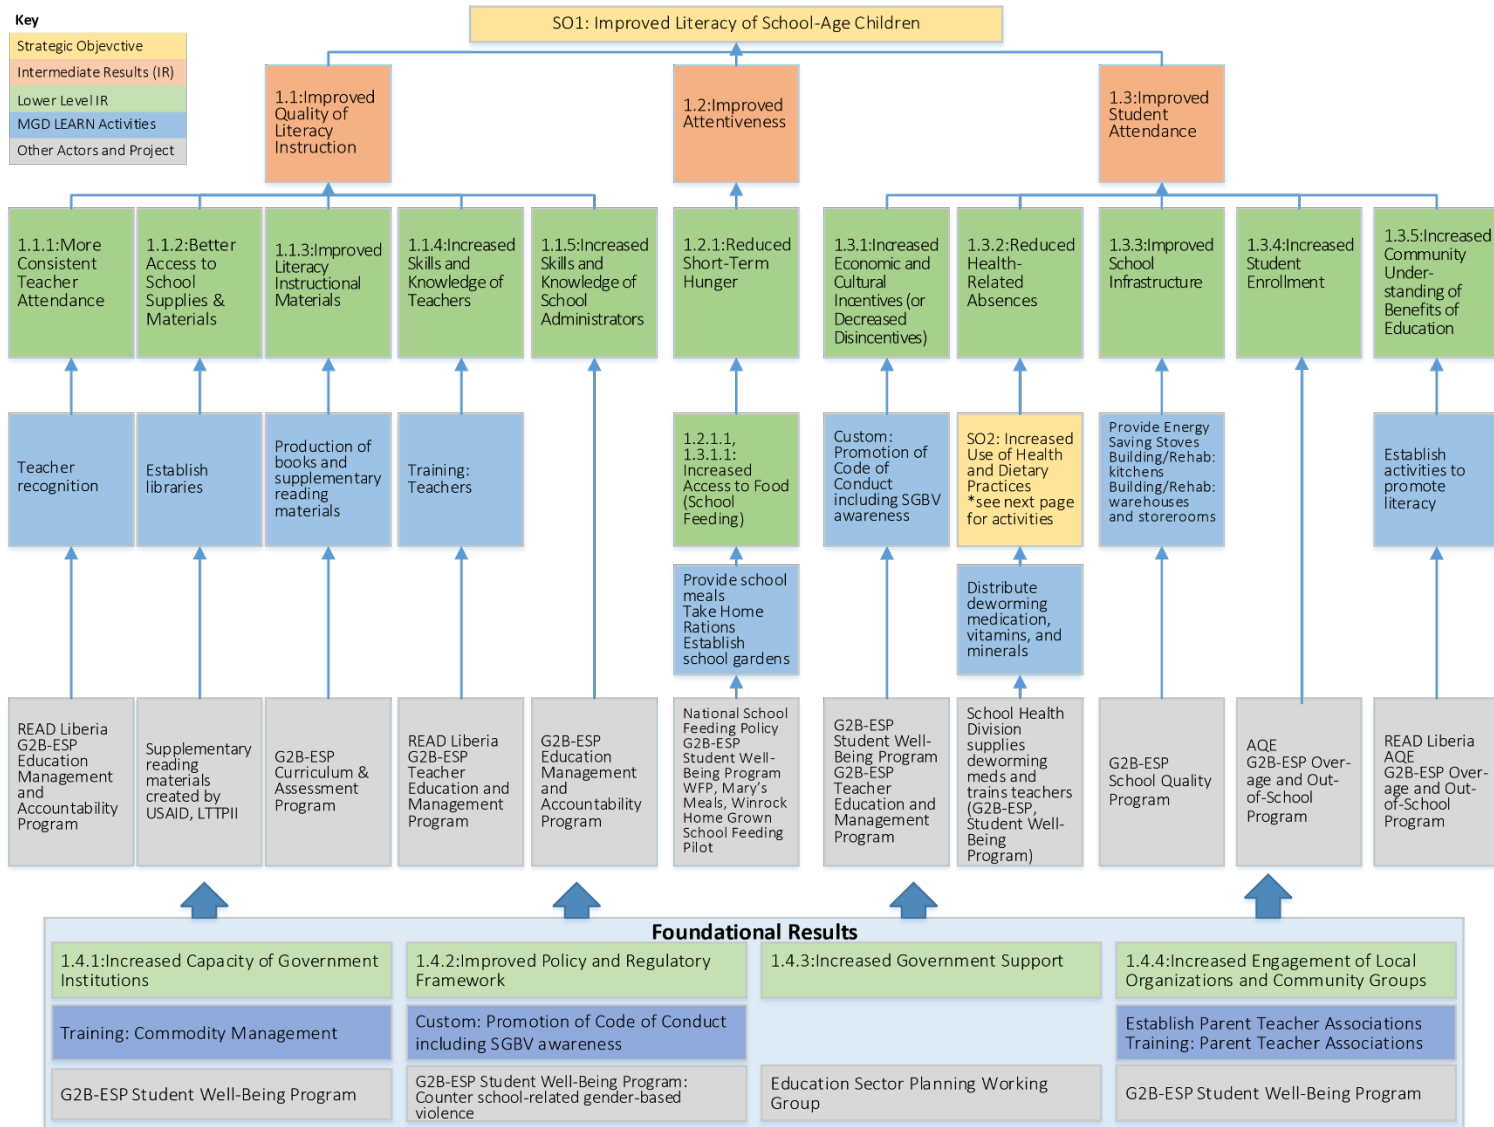 Key
Strategic Objevctive
Intermediate Results (IR)
Lower Level IR
MGD LEARN Activities
Other Actors and Project
SO1: Improved Literacy of School-Age Children
1.1:Improved
Quality of
Literacy
Instruction
1.2:Improved
Attentiveness
1.3:Improved
Student
Attendance
1.1.1:More
Consistent
Teacher
Attendance
1.1.2:Better
Access to
School
Supplies &
Materials
1.1.3:Improved
Literacy
Instructional
Materials
1.1.4:Increased
Skills and
Knowledge of
Teachers
1.1.5:Increased
Skills and
Knowledge of
School
Administrators
1.2.1:Reduced
Short-Term
Hunger
1.3.1:Increased
Economic and
Cultural
Incentives (or
Decreased
Disincentives)
1.3.2:Reduced
Health-
Related
Absences
1.3.3:Improved
School
Infrastructure
1.3.4:Increased
Student
Enrollment
1.3.5:Increased
Community
Under-
standing of
Benefits of
Education
Teacher
recognition
Establish
libraries
Production of
books and
supplementary
reading
materials
Training:
Teachers
1.2.1.1,
1.3.1.1:
Increased
Access to Food
(School
Feeding)
Custom:
Promotion of
Code of
Conduct
including SGBV
awareness
SO2: Increased
Use of Health
and Dietary
Practices
*see next page
for activities
Provide Energy
Saving Stoves
Building/Rehab:
kitchens
Building/Rehab:
warehouses
and storerooms
Establish
activities to
promote
literacy
Provide school
meals
Take Home
Rations
Establish
school gardens
Distribute
deworming
medication,
vitamins, and
minerals
READ Liberia
G2B-ESP
Education
Management
and
Accountability
Program
Supplementary
reading
materials
created by
USAID, LTTPII
G2B-ESP
Curriculum &
Assessment
Program
READ Liberia
G2B-ESP
Teacher
Education and
Management
Program
G2B-ESP
Education
Management
and
Accountability
Program
National School
Feeding Policy
G2B-ESP
Student Well-
Being Program
WFP, Mary's
Meals, Winrock
Home Grown
School Feeding
Pilot
G2B-ESP
Student Well-
Being Program
G2B-ESP
Teacher
Education and
Management
Program
School Health
Division
supplies
deworming
meds and
trains teachers
(G2B-ESP,
Student Well-
Being
Program)
G2B-ESP
School Quality
Program
AQE
G2B-ESP Over-
age and Out-
of-School
Program
READ Liberia
AQE
G2B-ESP Over-
age and Out-
of-School
Program
Foundational Results
1.4.1:Increased Capacity of Government
Institutions
1.4.2:Improved Policy and Regulatory
Framework
1.4.3:Increased Government Support
1.4.4:Increased Engagement of Local
Organizations and Community Groups
Training: Commodity Management
Custom: Promotion of Code of Conduct
including SGBV awareness
Establish Parent Teacher Associations
Training: Parent Teacher Associations
G2B-ESP Student Well-Being Program
G2B-ESP Student Well-Being Program:
Counter school-related gender-based
violence
Education Sector Planning Working
Group
G2B-ESP Student Well-Being Program